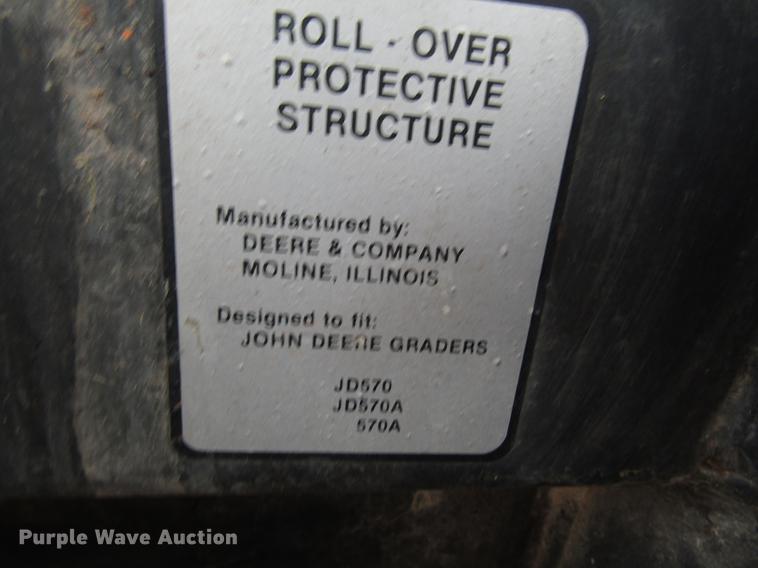 ROLL - OVER
PROTECTIVE
STRUCTURE
Manufactured by:
DEERE & COMPANY
MOLINE, ILLINOIS
Designed to fit:
JOHN DEERE GRADERS
JD570
JD570A
570A
Purple Wave Auction